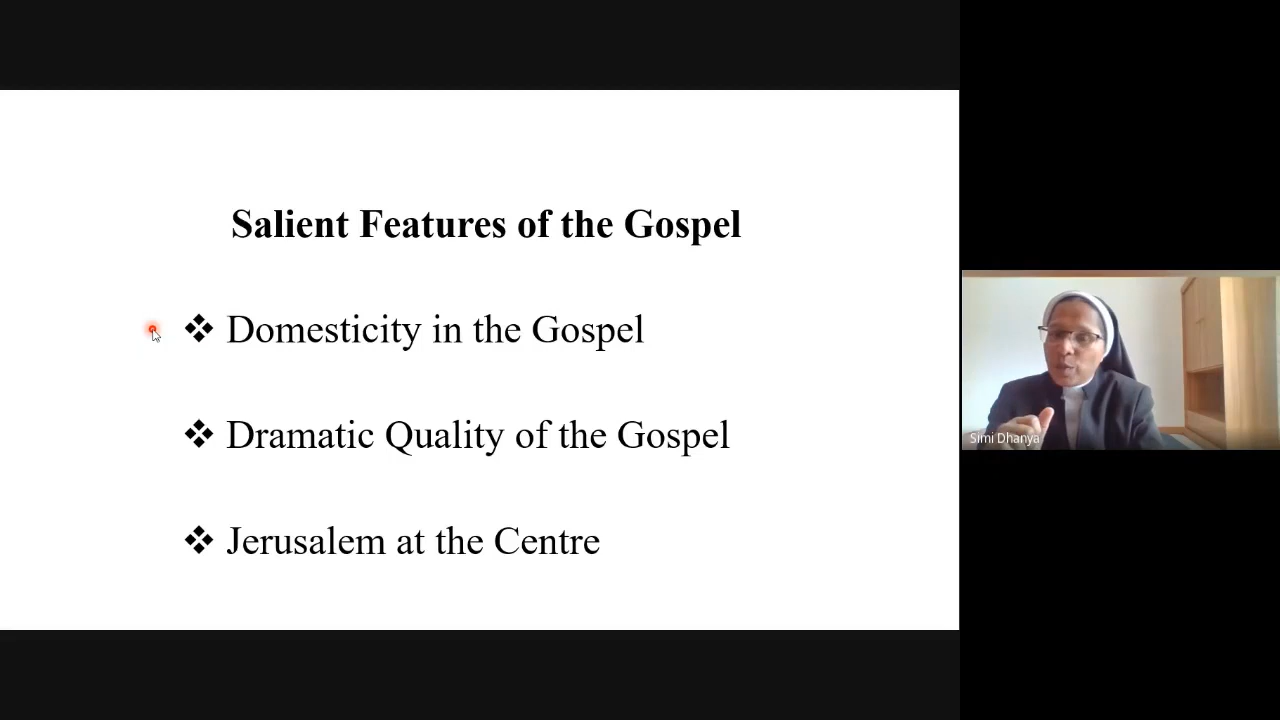 Salient Features of the Gospel
❖ Domesticity in the Gospel
❖ Dramatic Quality of the Gospel
❖ Jerusalem at the Centre
Simi Dhanya